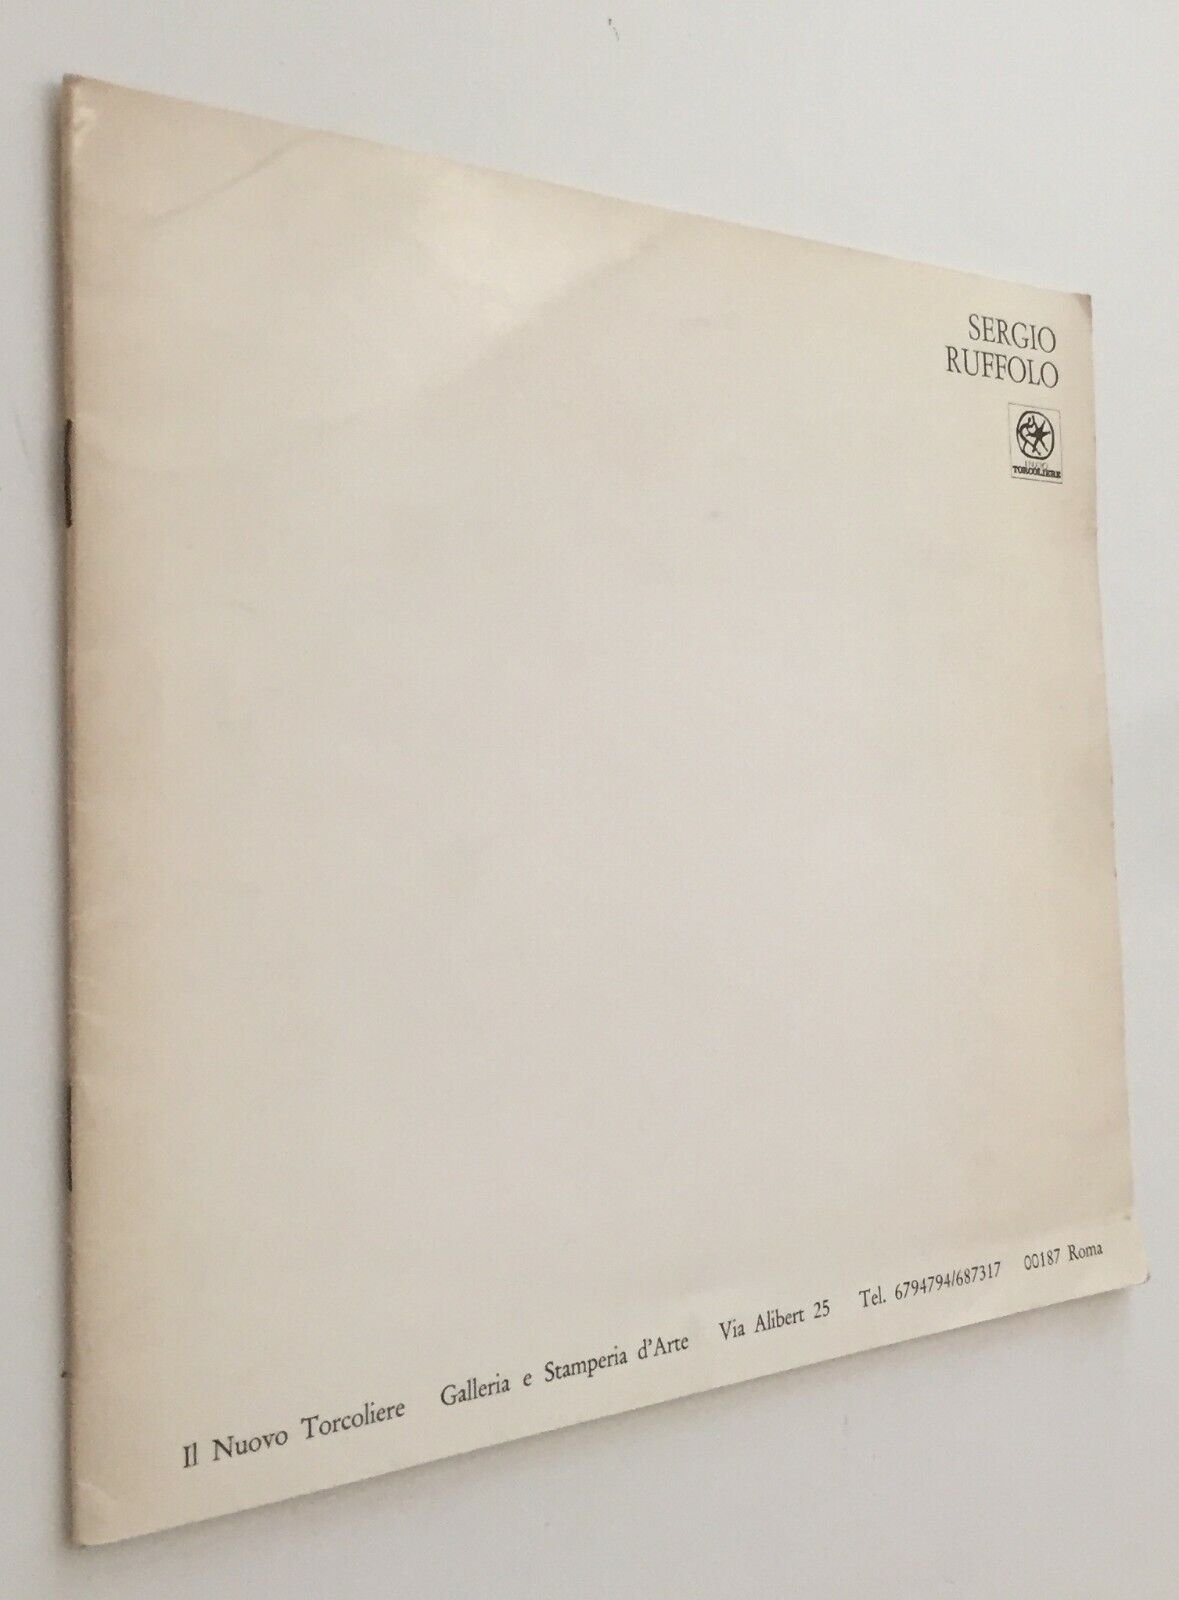 SERGIO
RUFFOLO
TORCOLIERE
Il Nuovo Torcoliere Galleria e Stamperia d'Arte Via Alibert 25 Tel. 6794794/687317 00187 Roma